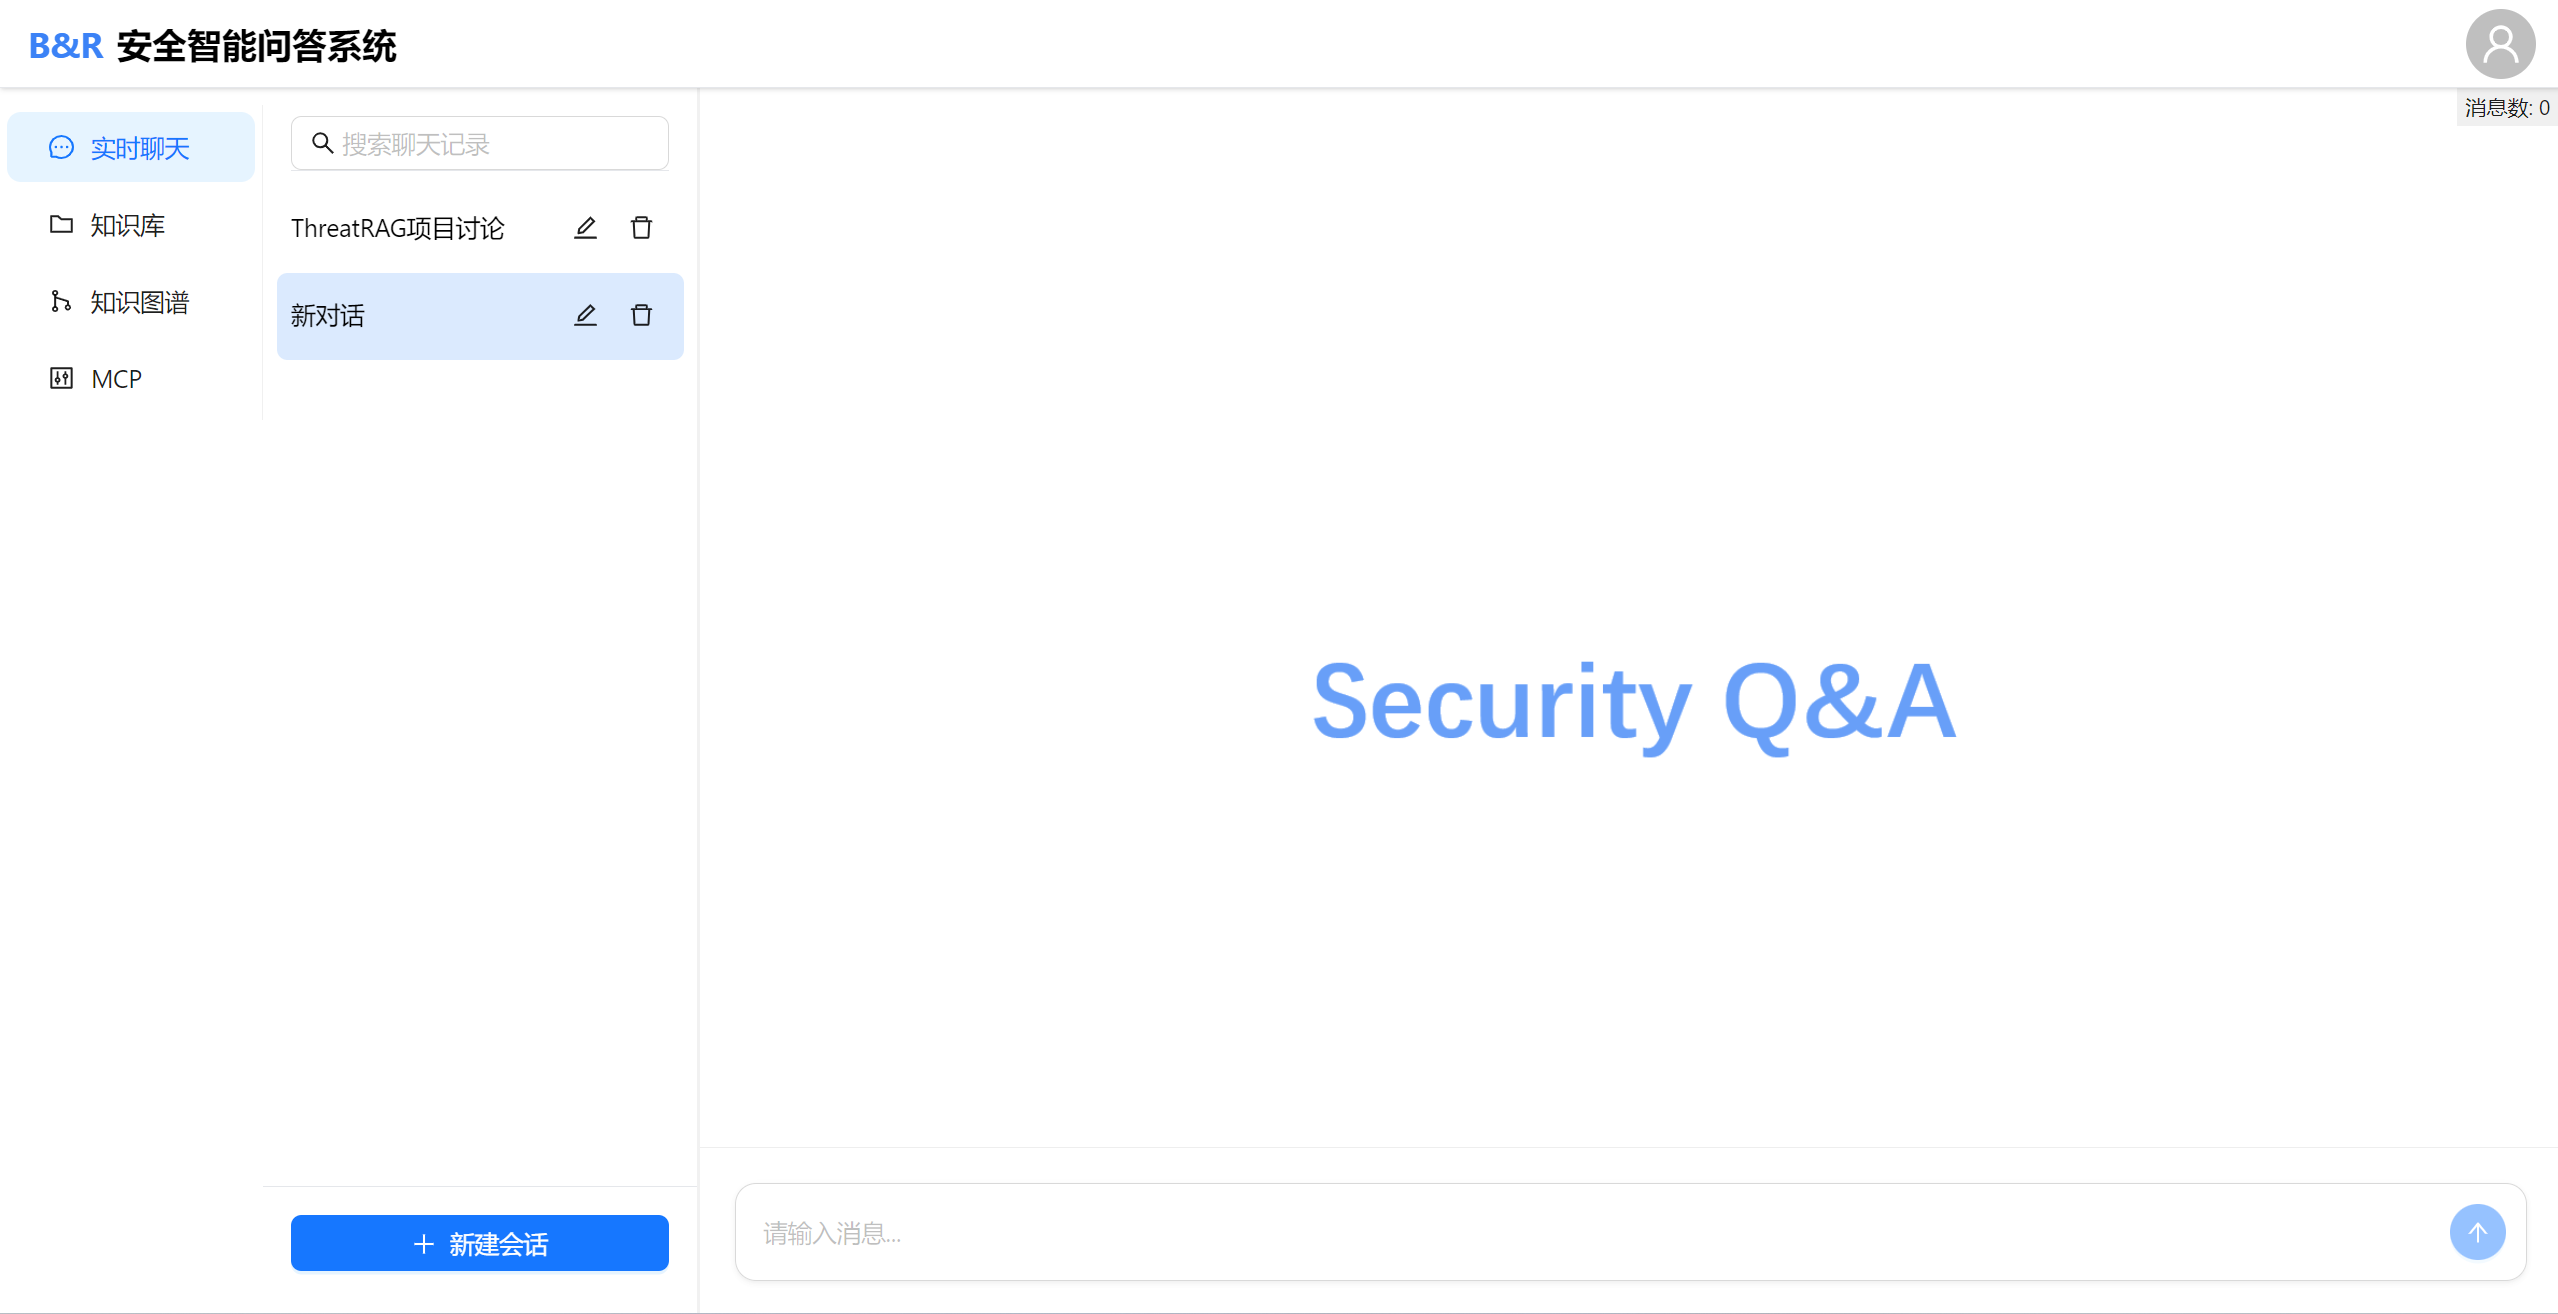 B&R 安全智能问答系统
消息数: 0
实时聊天
知识库
知识图谱
MCP
搜索聊天记录
ThreatRAG项目讨论
新对话
新建会话
Security Q&A
请输入消息...